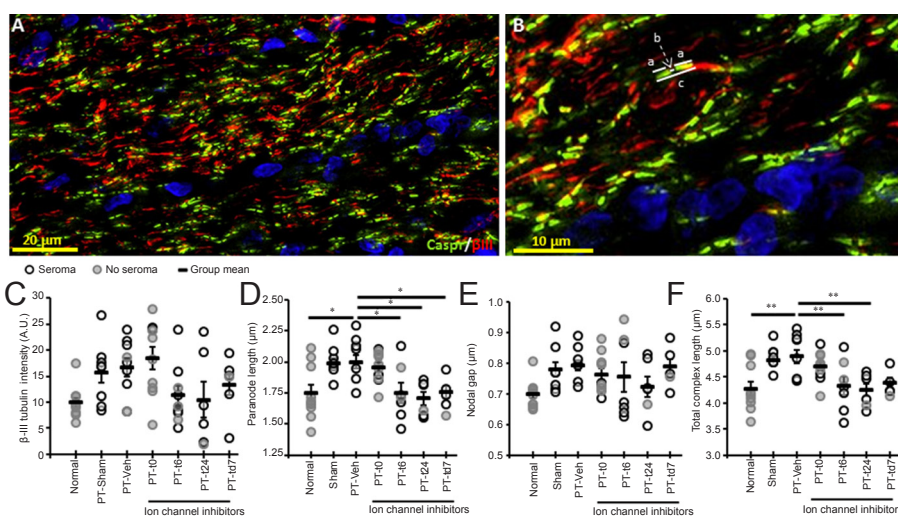 A
20 µm
Caspr/βIII
B
b
a
a
c
10 µm
Seroma No seroma Group mean
C
β-III tubulin intensity (A.U.)
30
25
20
15
10
5
0
Normal
PT-Sham
PT-Veh
PT-t0
PT-t6
PT-t24
PT-td7
D
Paranode length (µm)
2.50
2.25
2.00
1.75
1.50
1.25
*
*
*
*
Normal
Sham
PT-Veh
PT-t0
PT-t6
PT-t24
PT-td7
Ion channel inhibitors
E
Nodal gap (µm)
1.0
0.9
0.8
0.7
0.6
0.5
Normal
Sham
PT-Veh
PT-t0
PT-t6
PT-t24
PT-td7
F
Total complex length (µm)
6.0
5.5
5.0
4.5
4.0
3.5
3.0
**
**
**
Normal
Sham
PT-Veh
PT-t0
PT-t6
PT-t24
PT-td7
Ion channel inhibitors